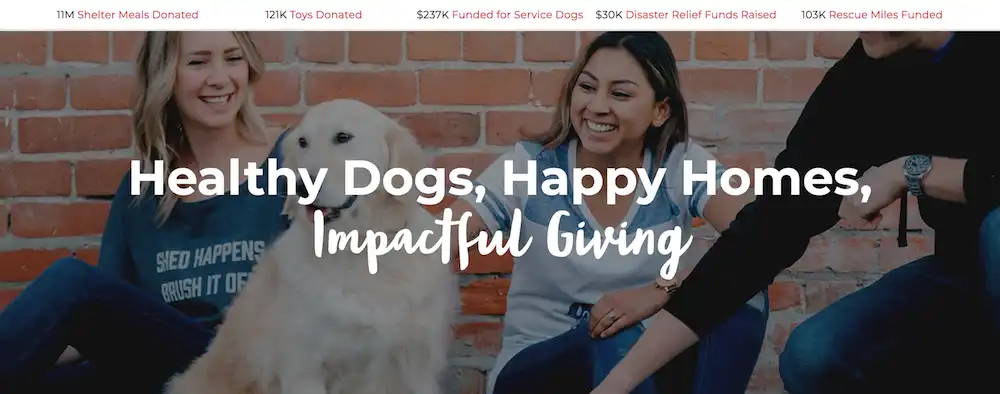 11M Shelter Meals Donated
121K Toys Donated
$237K Funded for Service Dogs
$30K Disaster Relief Funds Raised
103K Rescue Miles Funded
Healthy Dogs, Happy Homes,
Impactful Giving
SHED HAPPENS
BRUSH IT OFF